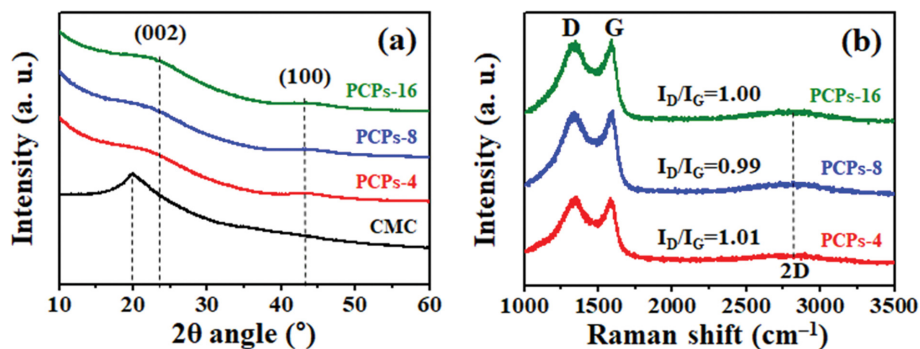 (a)
(002)
(100)
PCPs-16
PCPs-8
PCPs-4
CMC
Intensity (a. u.)
10 20 30 40 50 60
2θ angle (°)
(b)
D G
I_D/I_G=1.00
PCPs-16
I_D/I_G=0.99
PCPs-8
I_D/I_G=1.01
PCPs-4
2D
Intensity (a. u.)
1000 1500 2000 2500 3000 3500
Raman shift (cm⁻¹)